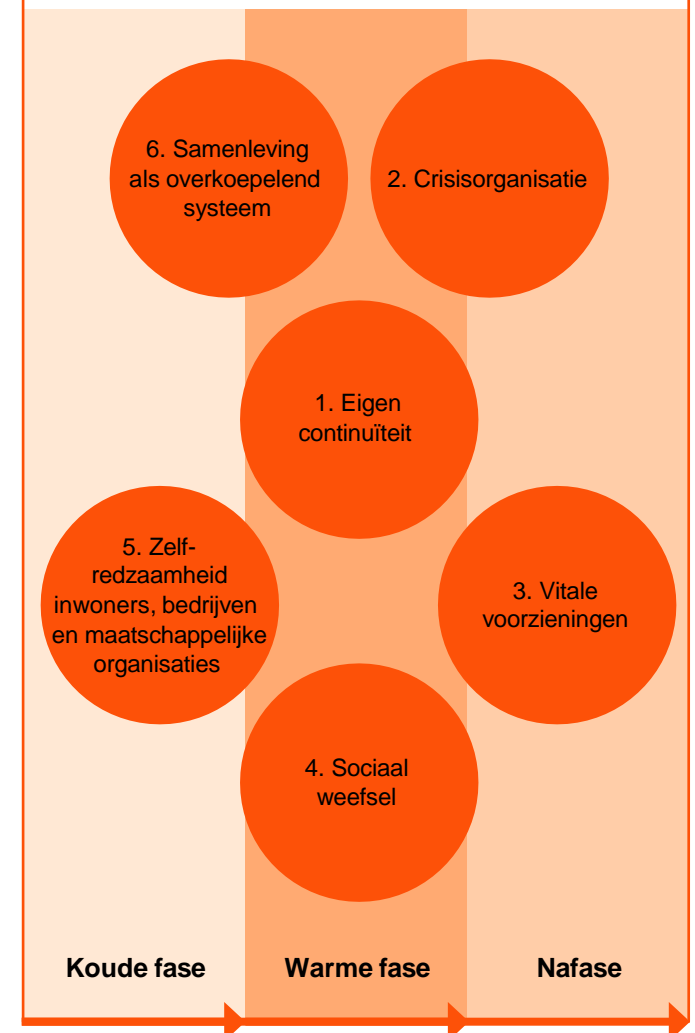 6. Samenleving
als overkoepelend
systeem
2. Crisisorganisatie
1. Eigen
continuïteit
5. Zelf-
redzaamheid
inwoners, bedrijven
en maatschappelijke
organisaties
3. Vitale
voorzieningen
4. Sociaal
weefsel
Koude fase
Warme fase
Nafase